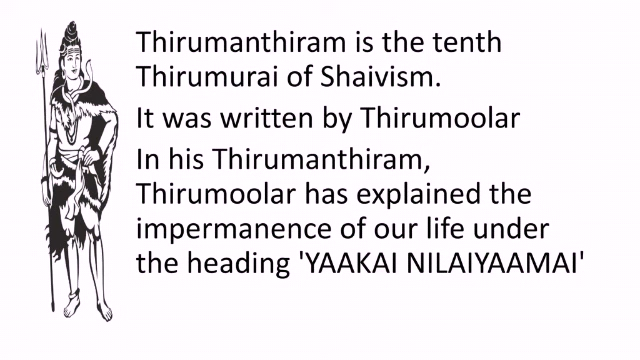 Thirumanthiram is the tenth
Thirumurai of Shaivism.
It was written by Thirumoolar
In his Thirumanthiram,
Thirumoolar has explained the
impermanence of our life under
the heading 'YAAKAI NILAIYAAMAI'